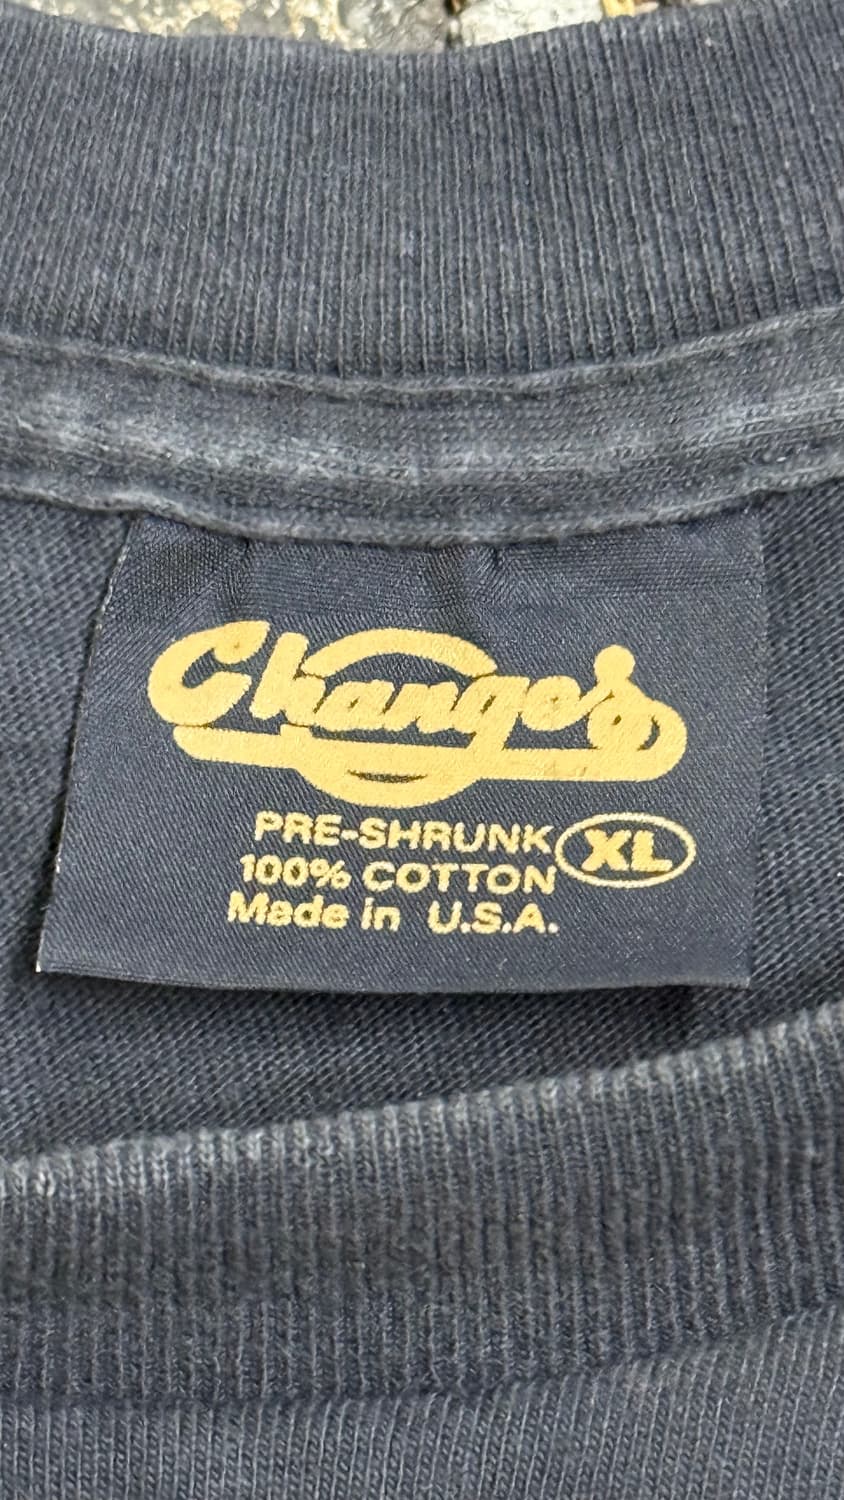 Changes
PRE-SHRUNK
100% COTTON
XL
Made in U.S.A.